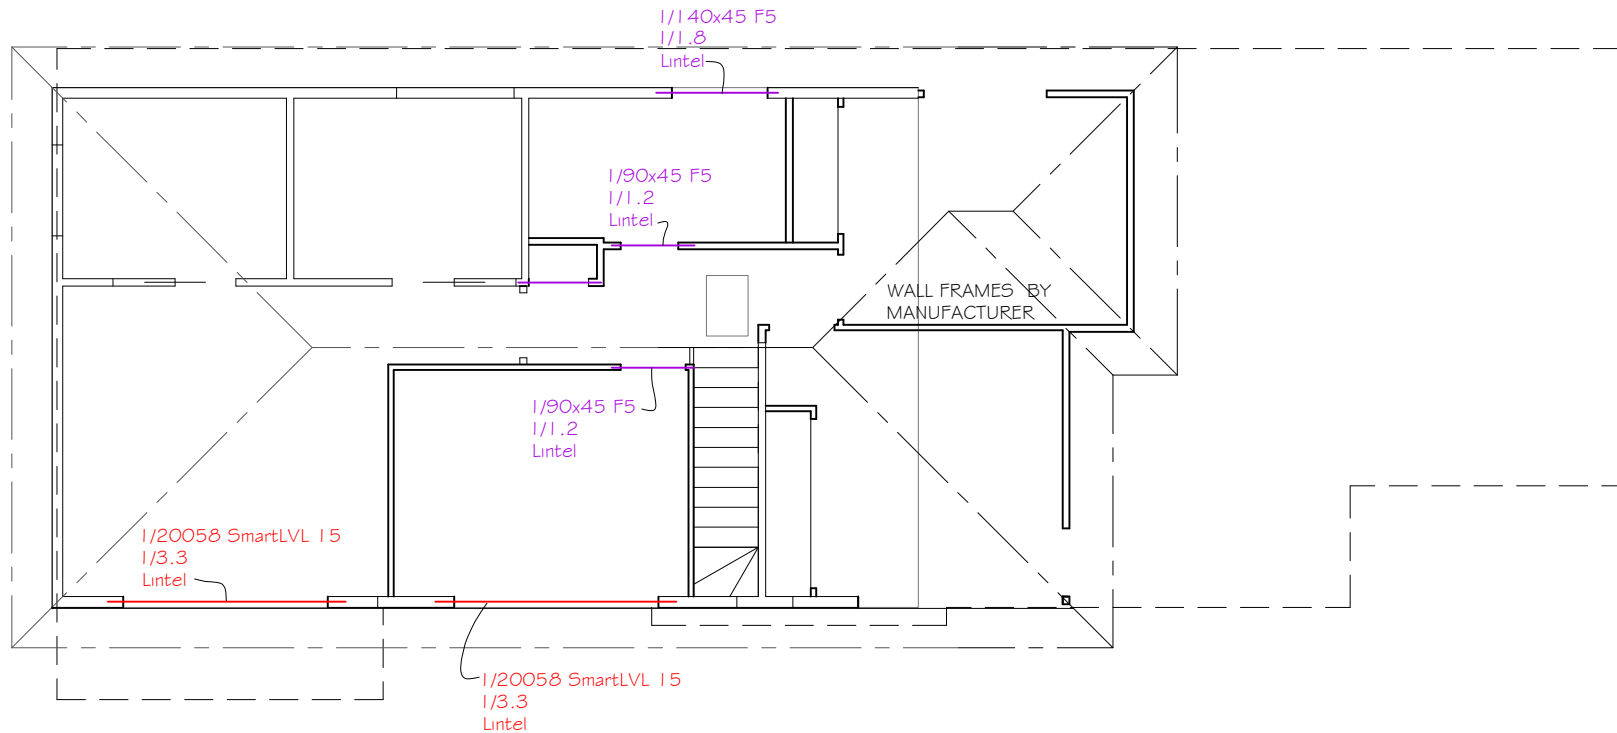 1/140x45 F5
1/1.8
Lintel
1/90x45 F5
1/1.2
Lintel
WALL FRAMES BY
MANUFACTURER
1/90x45 F5
1/1.2
Lintel
1/20058 SmartLVL 15
1/3.3
Lintel
1/20058 SmartLVL 15
1/3.3
Lintel